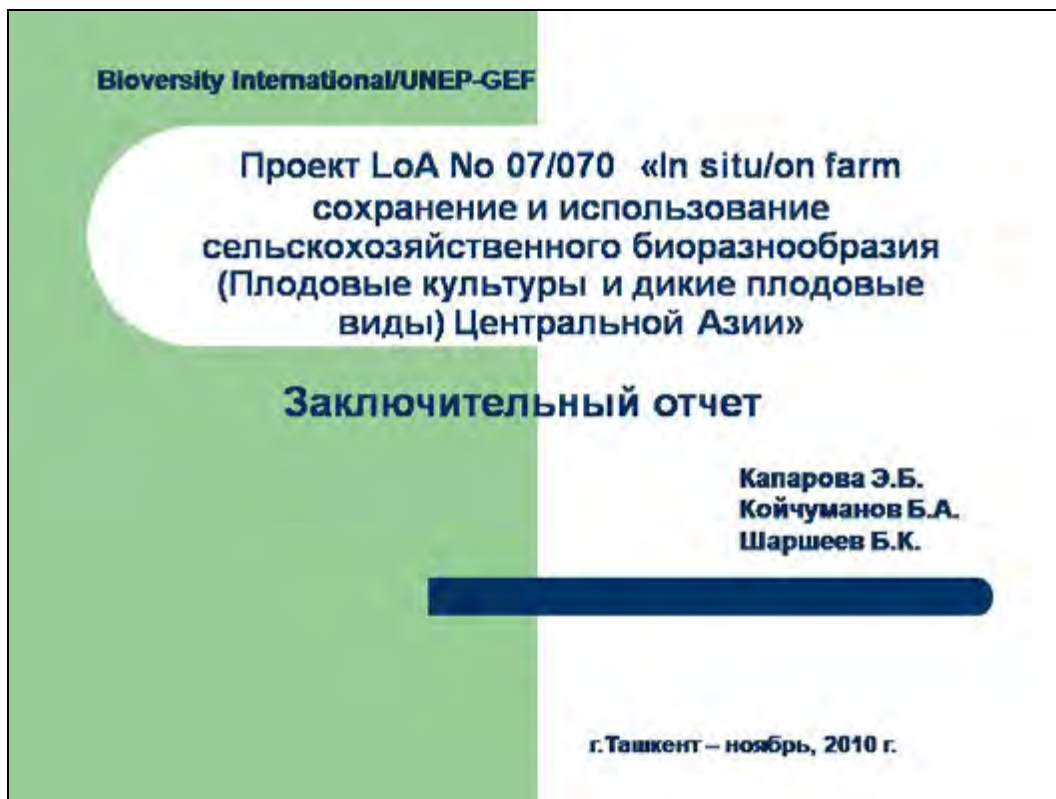 Bioversity International/UNEP-GEF
Проект LoA No 07/070 «In situ/on farm
сохранение и использование
сельскохозяйственного биоразнообразия
(Плодовые культуры и дикие плодовые
виды) Центральной Азии»
Заключительный отчет
Капарова Э.Б.
Койчуманов Б.А.
Шаршеев Б.К.
г.Ташкент – ноябрь, 2010 г.